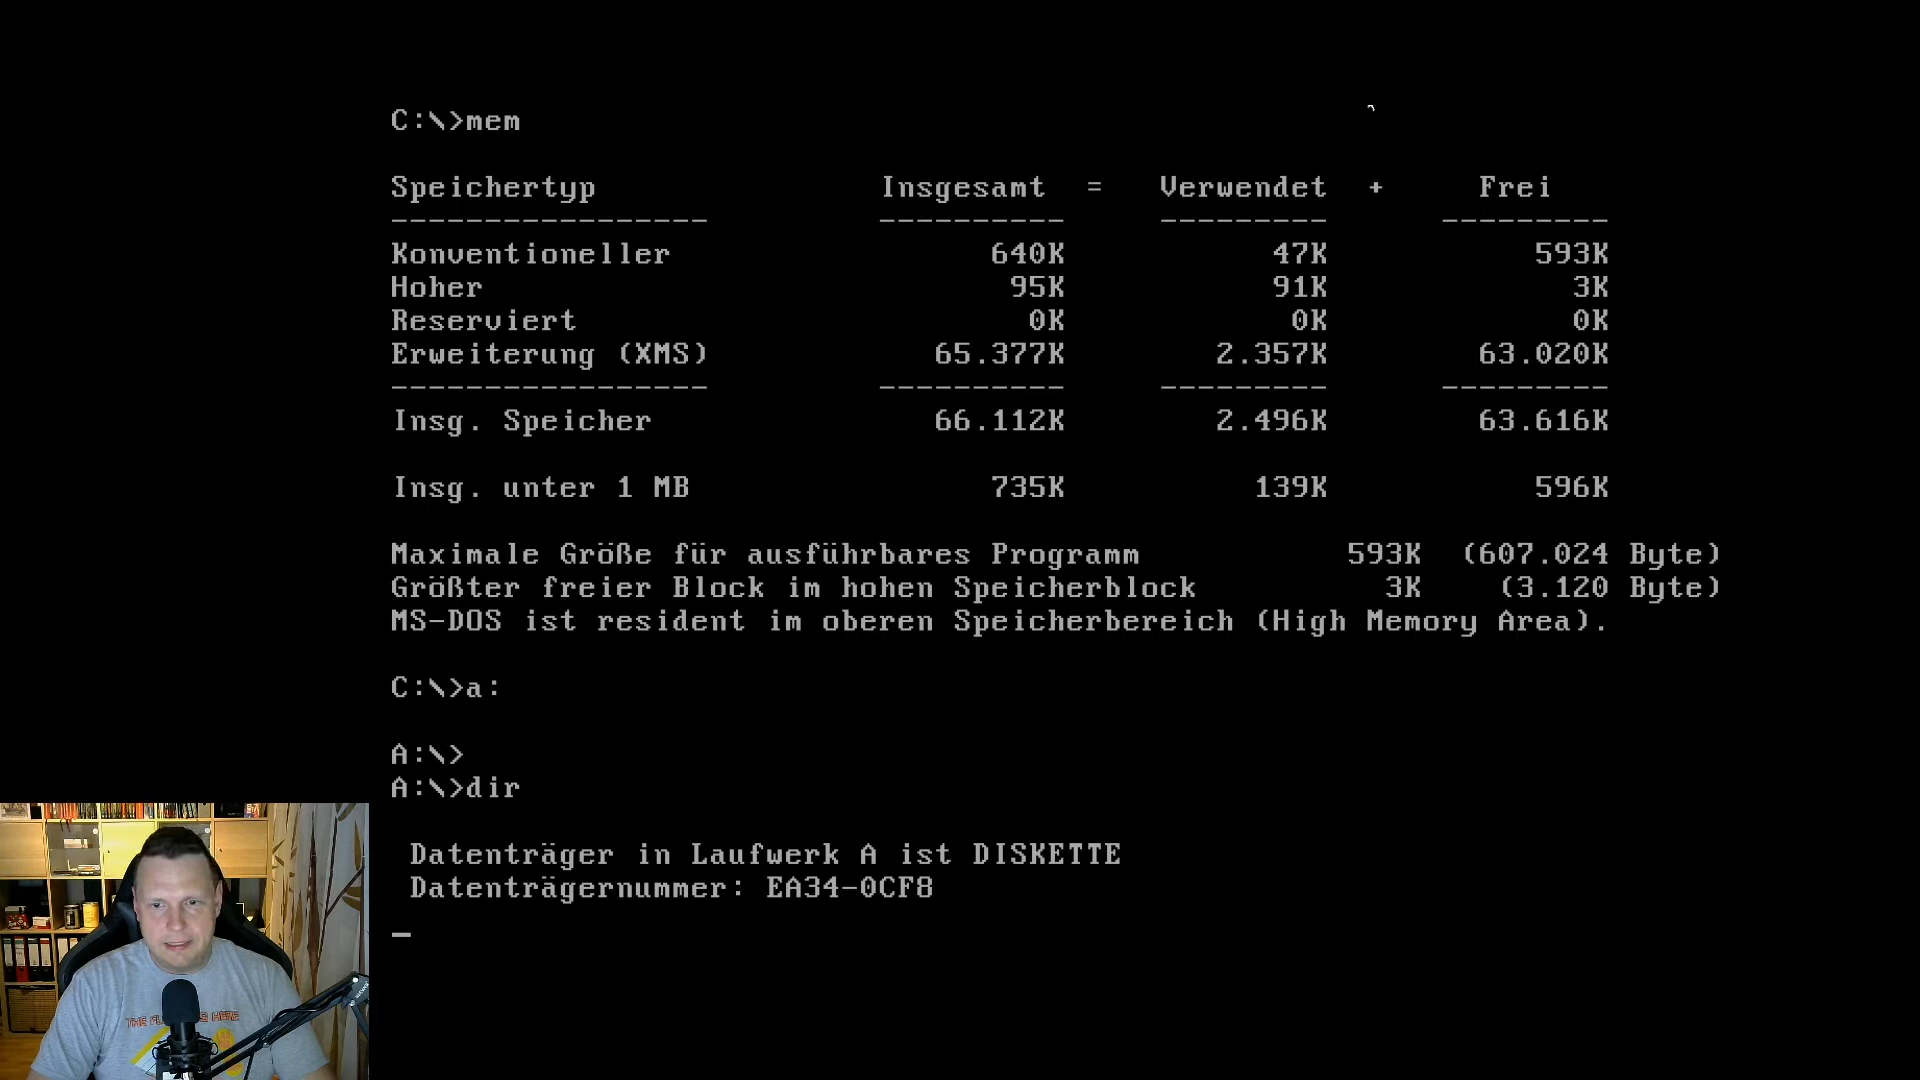 C:\>mem
Speichertyp Insgesamt = Verwendet + Frei
----------------- ---------- --------- ---------
Konventioneller 640K 47K 593K
Hoher 95K 91K 3K
Reserviert 0K 0K 0K
Erweiterung (XMS) 65.377K 2.357K 63.020K
----------------- ---------- --------- ---------
Insg. Speicher 66.112K 2.496K 63.616K
Insg. unter 1 MB 735K 139K 596K
Maximale Größe für ausführbares Programm 593K (607.024 Byte)
Größter freier Block im hohen Speicherblock 3K (3.120 Byte)
MS-DOS ist resident im oberen Speicherbereich (High Memory Area).
C:\>a:
A:\>
A:\>dir
Datenträger in Laufwerk A ist DISKETTE
Datenträgernummer: EA34-0CF8
THE HERE